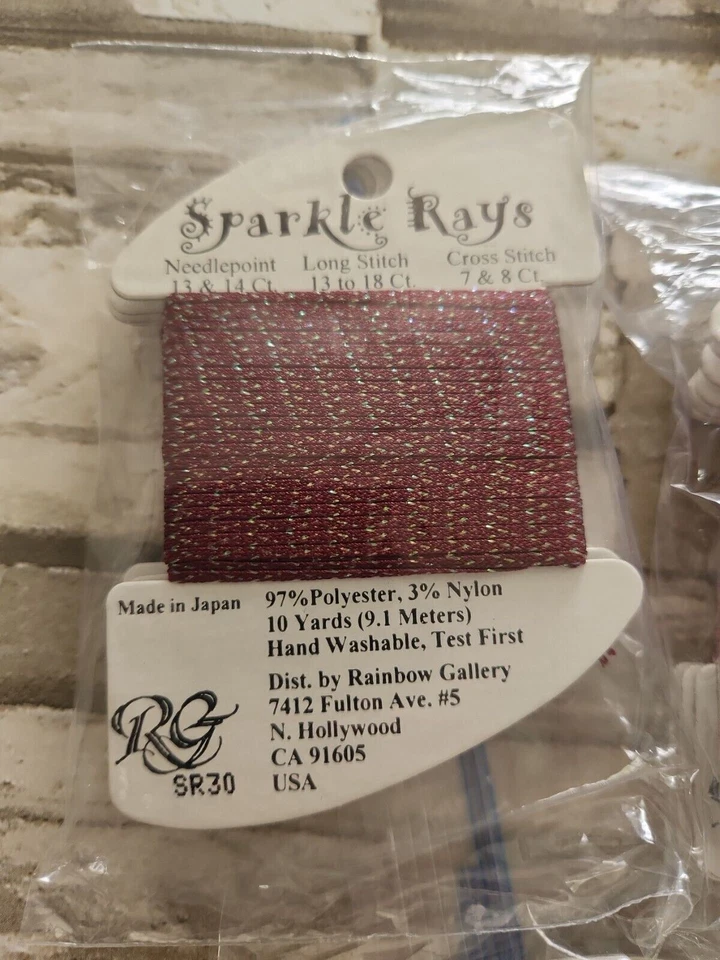 Sparkle Rays
Needlepoint Long Stitch Cross Stitch
13 & 14 Ct. 13 to 18 Ct. 7 & 8 Ct.
Made in Japan
97%Polyester, 3% Nylon
10 Yards (9.1 Meters)
Hand Washable, Test First
Dist. by Rainbow Gallery
7412 Fulton Ave. #5
N. Hollywood
CA 91605
USA
RG
SR30